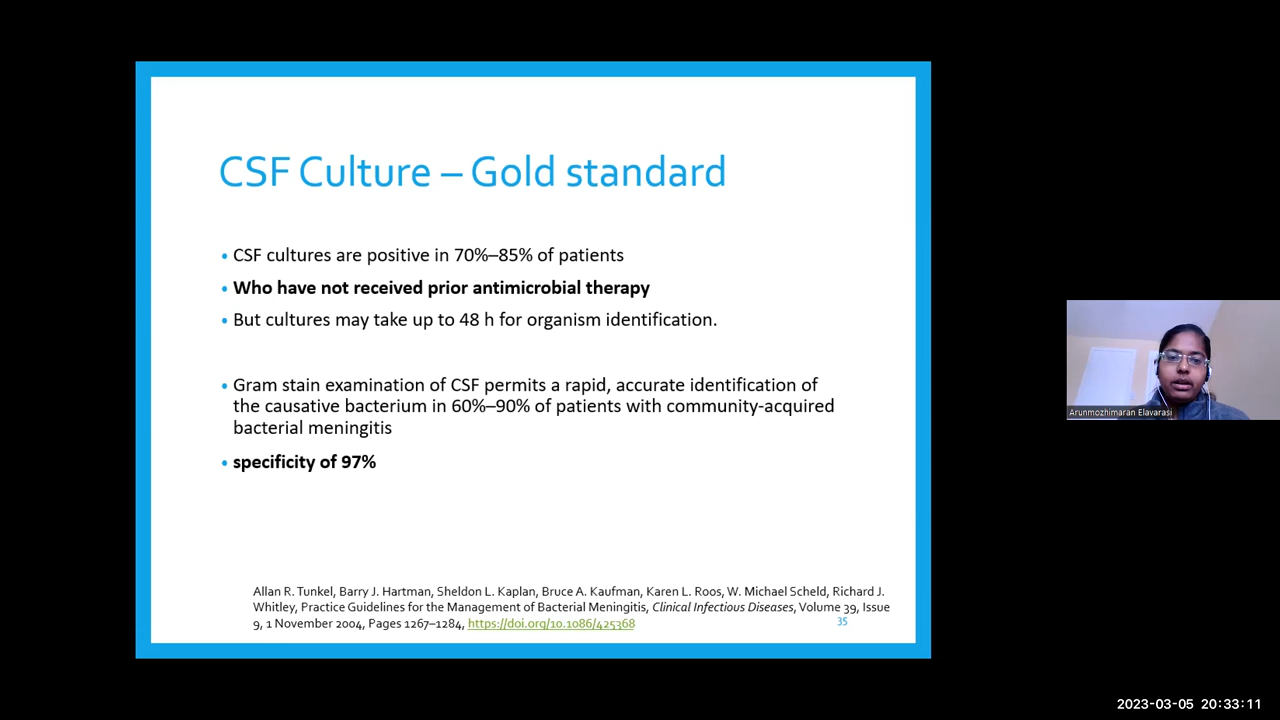 CSF Culture – Gold standard
• CSF cultures are positive in 70%–85% of patients
• Who have not received prior antimicrobial therapy
• But cultures may take up to 48 h for organism identification.
• Gram stain examination of CSF permits a rapid, accurate identification of
the causative bacterium in 60%–90% of patients with community-acquired
bacterial meningitis
• specificity of 97%
Allan R. Tunkel, Barry J. Hartman, Sheldon L. Kaplan, Bruce A. Kaufman, Karen L. Roos, W. Michael Scheld, Richard J.
Whitley, Practice Guidelines for the Management of Bacterial Meningitis, Clinical Infectious Diseases, Volume 39, Issue
9, 1 November 2004, Pages 1267–1284, https://doi.org/10.1086/425368
35
Arunmozhimaran Elavarasi
2023-03-05 20:33:11